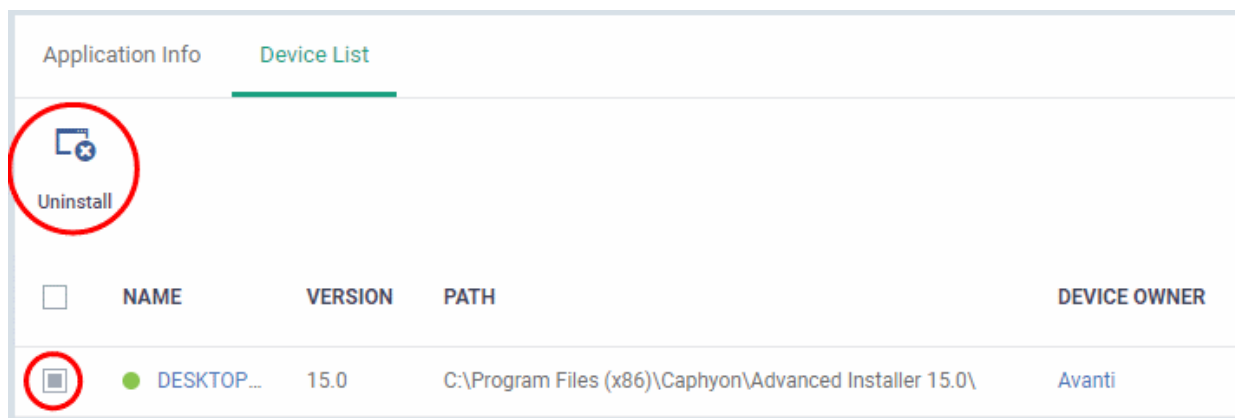 Application Info Device List
Uninstall
NAME VERSION PATH DEVICE OWNER
DESKTOP... 15.0 C:\Program Files (x86)\Caphyon\Advanced Installer 15.0\ Avanti